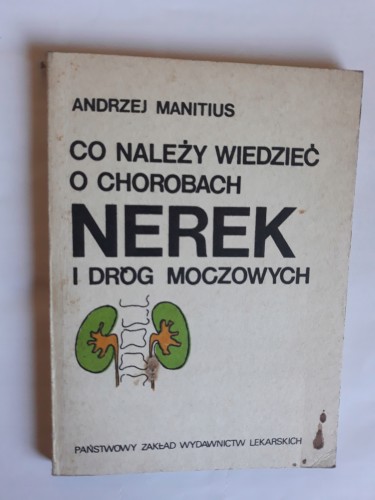 ANDRZEJ MANITIUS
CO NALEŻY WIEDZIEĆ
O CHOROBACH
NEREK
I DRÓG MOCZOWYCH
PAŃSTWOWY ZAKŁAD WYDAWNICTW LEKARSKICH